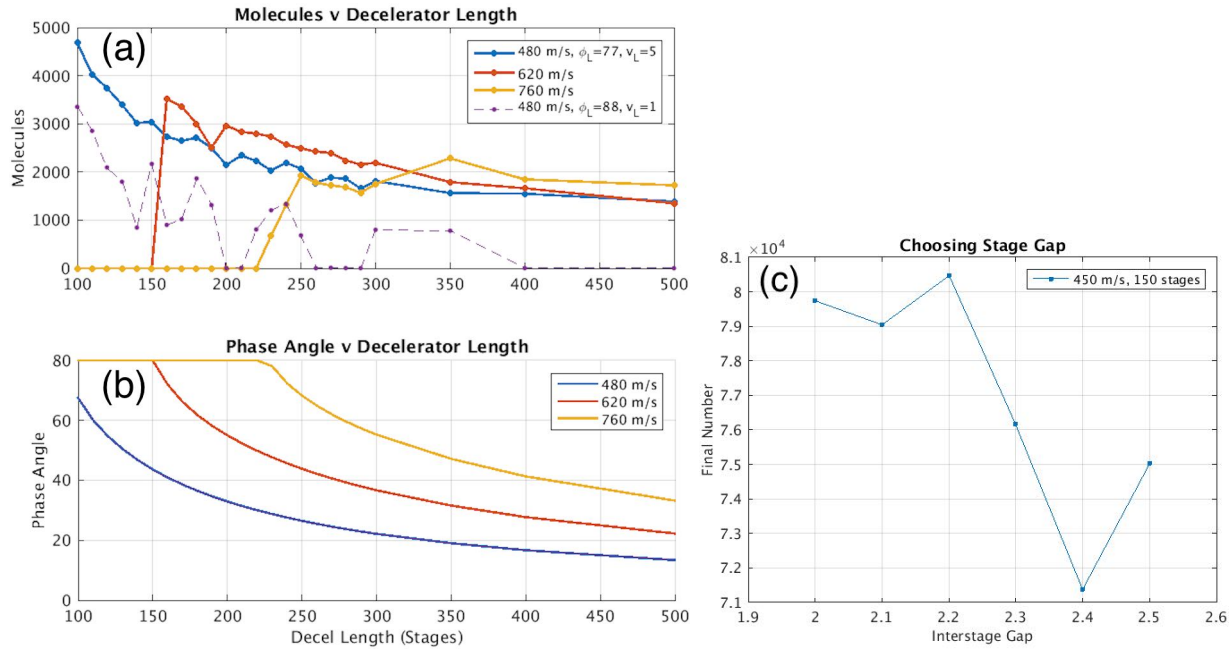 Molecules v Decelerator Length
(a)
5000
4000
3000
2000
1000
0
Molecules
480 m/s, ϕL=77, vL=5
620 m/s
760 m/s
480 m/s, ϕL=88, vL=1
100 150 200 250 300 350 400 450 500
Phase Angle v Decelerator Length
(b)
80
60
40
20
0
Phase Angle
480 m/s
620 m/s
760 m/s
100 150 200 250 300 350 400 450 500
Decel Length (Stages)
Choosing Stage Gap
×10⁴
(c)
8.1
8
7.9
7.8
7.7
7.6
7.5
7.4
7.3
7.2
7.1
Final Number
450 m/s, 150 stages
1.9 2 2.1 2.2 2.3 2.4 2.5 2.6
Interstage Gap